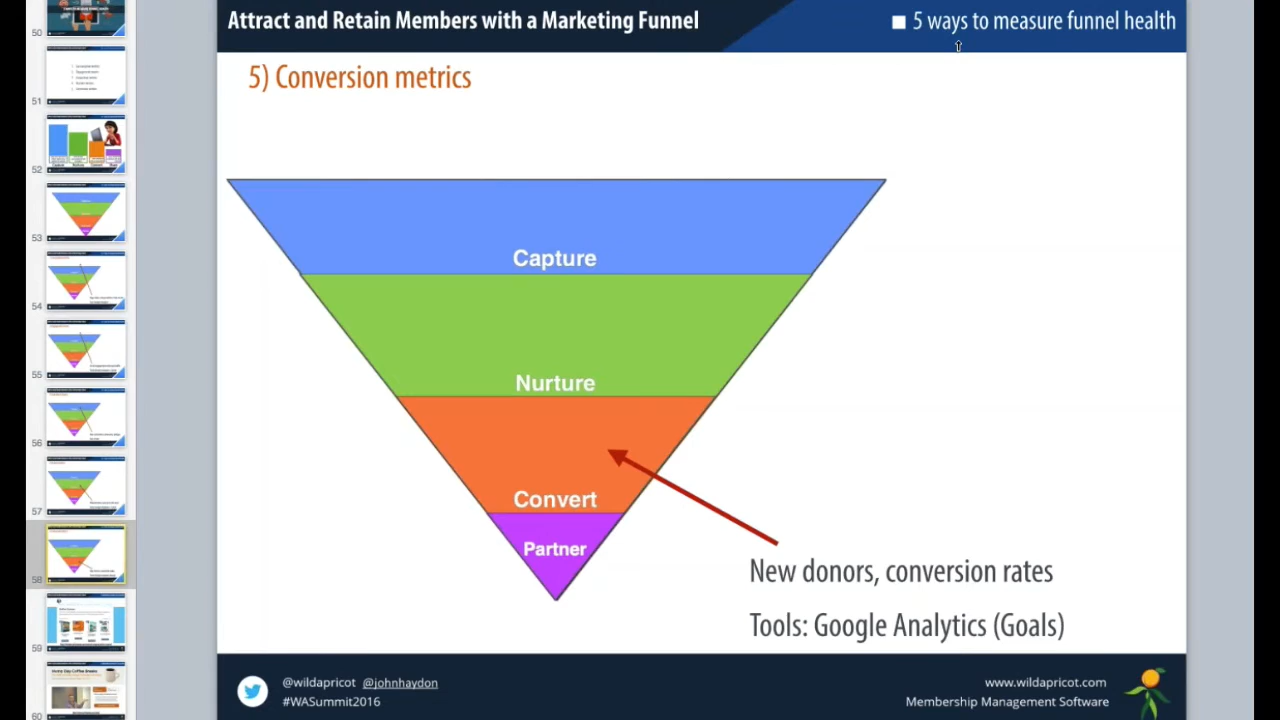 Attract and Retain Members with a Marketing Funnel
5 ways to measure funnel health
5) Conversion metrics
Capture
Nurture
Convert
Partner
New donors, conversion rates
Tools: Google Analytics (Goals)
@wildapricot @johnhaydon
#WASummit2016
www.wildapricot.com
Membership Management Software
50
51
52
53
54
55
56
57
58
59
60